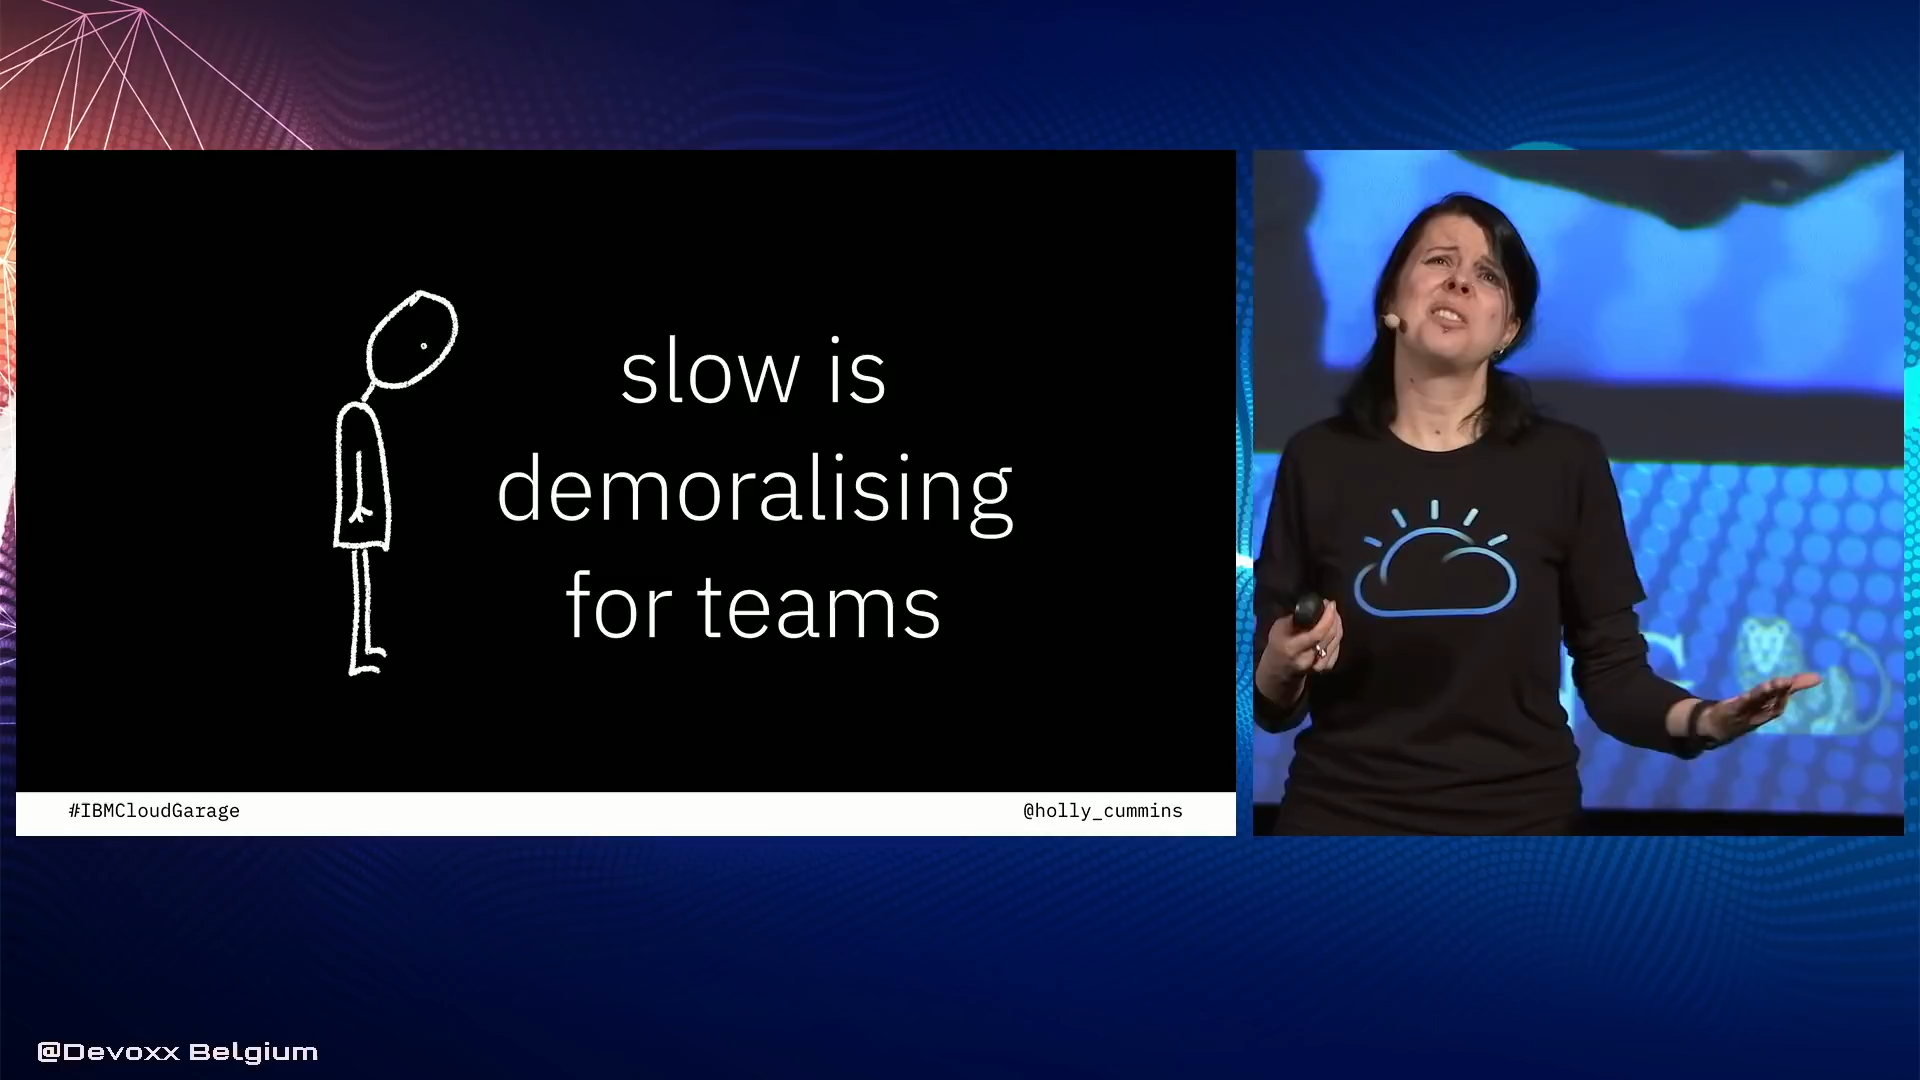 slow is
demoralising
for teams
#IBMCloudGarage
@holly_cummins
@Devoxx Belgium